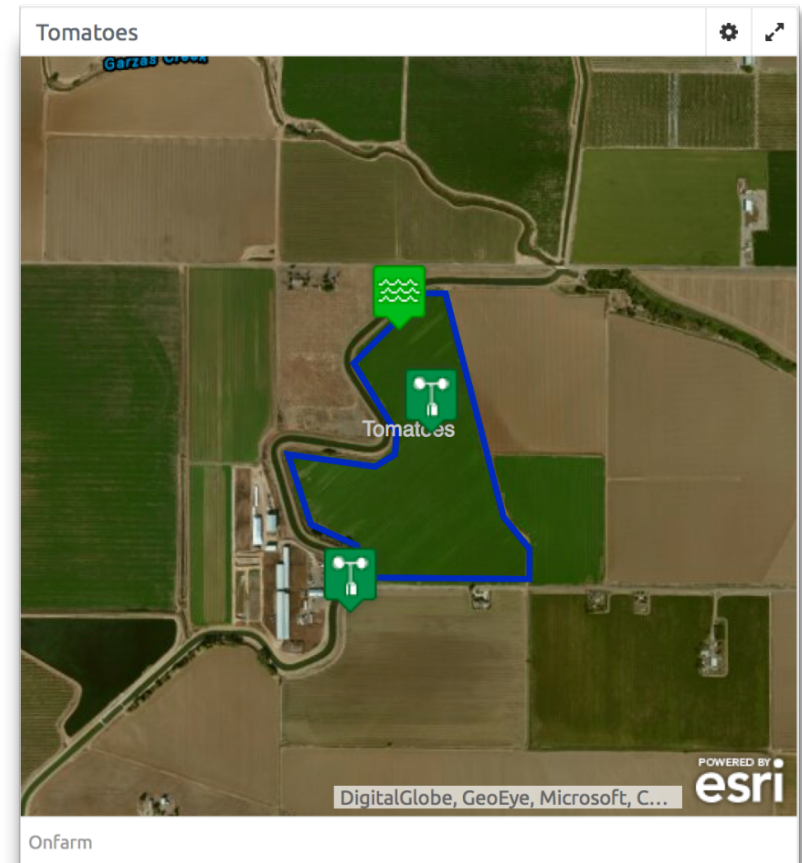 Tomatoes
Garzas Creek
Tomatoes
POWERED BY
esri
DigitalGlobe, GeoEye, Microsoft, C...
Onfarm